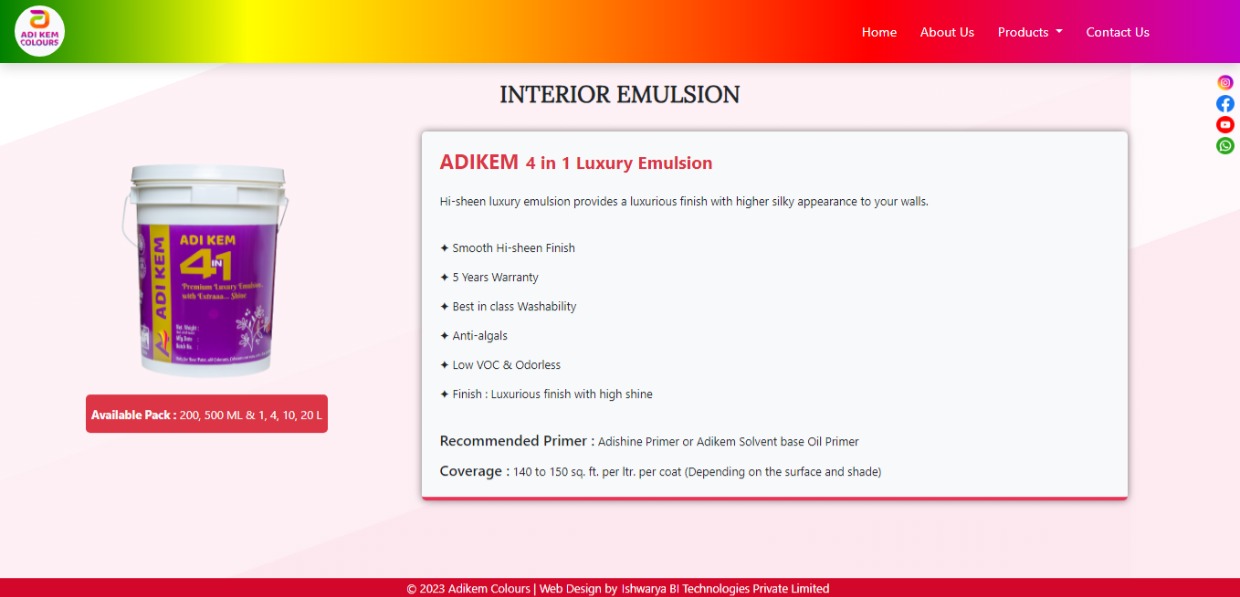 ADI KEM
COLOURS
Home About Us Products Contact Us
INTERIOR EMULSION
ADI KEM
ADI KEM
4 IN 1
Premium Luxury Emulsion
with Extraaa... Shine
Available Pack : 200, 500 ML & 1, 4, 10, 20 L
ADIKEM 4 in 1 Luxury Emulsion
Hi-sheen luxury emulsion provides a luxurious finish with higher silky appearance to your walls.
✦ Smooth Hi-sheen Finish
✦ 5 Years Warranty
✦ Best in class Washability
✦ Anti-algals
✦ Low VOC & Odorless
✦ Finish : Luxurious finish with high shine
Recommended Primer : Adishine Primer or Adikem Solvent base Oil Primer
Coverage : 140 to 150 sq. ft. per ltr. per coat (Depending on the surface and shade)
© 2023 Adikem Colours | Web Design by Ishwarya BI Technologies Private Limited